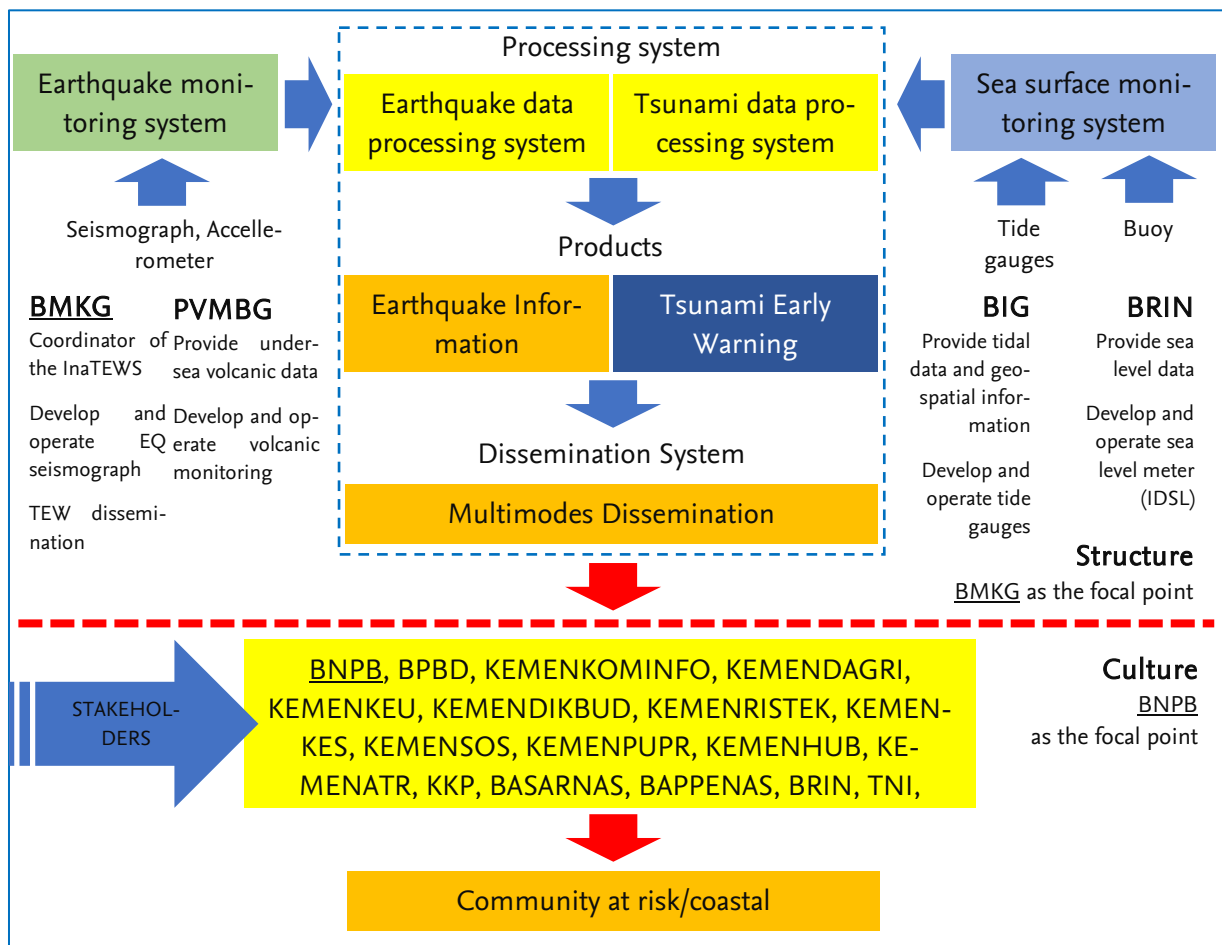 Processing system
Earthquake moni-
toring system
Earthquake data
processing system
Tsunami data pro-
cessing system
Sea surface moni-
toring system
Seismograph, Accelle-
rometer
Products
Tide
gauges
Buoy
BMKG
Coordinator of
the InaTEWS
Develop and
operate EQ
seismograph
TEW dissemi-
nation
PVMBG
Provide under-
sea volcanic data
Develop and op-
erate volcanic
monitoring
Earthquake Infor-
mation
Tsunami Early
Warning
BIG
Provide tidal
data and geo-
spatial infor-
mation
Develop and
operate tide
gauges
BRIN
Provide sea
level data
Develop and
operate sea
level meter
(IDSL)
Dissemination System
Multimodes Dissemination
Structure
BMKG as the focal point
STAKEHOL-
DERS
BNPB, BPBD, KEMENKOMINFO, KEMENDAGRI,
KEMENKEU, KEMENDIKBUD, KEMENRISTEK, KEMEN-
KES, KEMENSOS, KEMENPUPR, KEMENHUB, KE-
MENATR, KKP, BASARNAS, BAPPENAS, BRIN, TNI,
Culture
BNPB
as the focal point
Community at risk/coastal